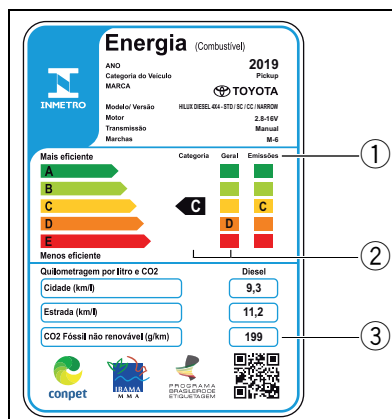 Energia (Combustível)
ANO 2019
Categoria do Veículo Pickup
MARCA TOYOTA
INMETRO
Modelo/ Versão HILUX DIESEL 4X4 - STD / SC / CC / NARROW
Motor 2.8-16V
Transmissão Manual
Marchas M-6
Mais eficiente Categoria Geral Emissões 1
A
B
C C C
D D
E
Menos eficiente 2
Quilometragem por litro e CO2 Diesel
Cidade (km/l) 9,3
Estrada (km/l) 11,2
CO2 Fóssil não renovável (g/km) 199 3
conpet
IBAMA
MMA
PROGRAMA
BRASILEIRO DE
ETIQUETAGEM